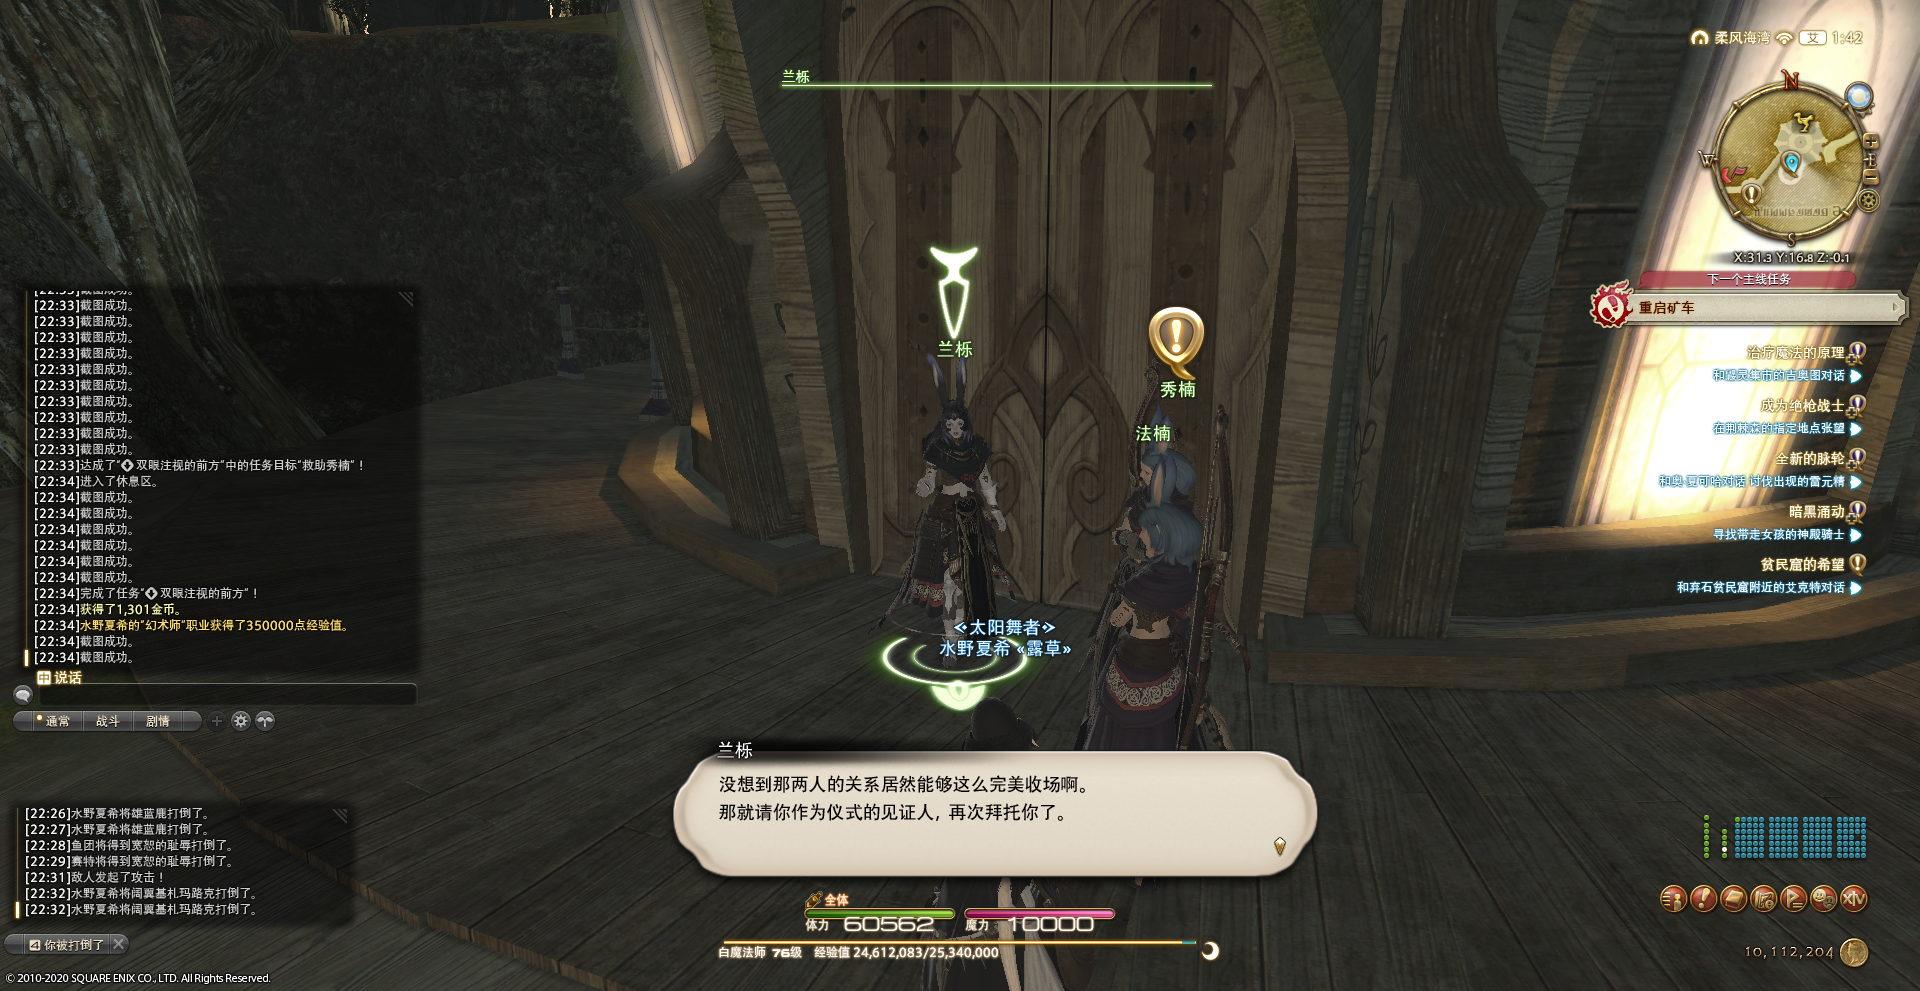 兰栎
柔风海湾 艾 1:42
N
W
E
S
X:31.3 Y:16.8 Z:-0.1
下一个主线任务
重启矿车
治疗魔法的原理
成为绝枪战士
在荆棘森的指定地点张望
全新的脉轮
和奥·夏可哈对话 讨伐出现的雷元精
暗黑涌动
寻找带走女孩的神殿骑士
贫民窟的希望
和弃石贫民窟附近的艾克特对话
兰栎
秀楠
法楠
太阳舞者
水野夏希 «露草»
[22:33]截图成功。
[22:33]截图成功。
[22:33]截图成功。
[22:33]截图成功。
[22:33]截图成功。
[22:33]截图成功。
[22:33]截图成功。
[22:33]截图成功。
[22:33]截图成功。
[22:33]截图成功。
[22:33]截图成功。
[22:33]达成了“双眼注视的前方”中的任务目标“救助秀楠”！
[22:34]进入了休息区。
[22:34]截图成功。
[22:34]截图成功。
[22:34]截图成功。
[22:34]截图成功。
[22:34]截图成功。
[22:34]截图成功。
[22:34]完成了任务“双眼注视的前方”！
[22:34]获得了1,301金币。
[22:34]水野夏希的“幻术师”职业获得了350000点经验值。
[22:34]截图成功。
[22:34]截图成功。
说话
通常 战斗 剧情
[22:26]水野夏希将雄蓝鹿打倒了。
[22:27]水野夏希将雄蓝鹿打倒了。
[22:28]鱼团将得到宽恕的耻辱打倒了。
[22:29]赛特将得到宽恕的耻辱打倒了。
[22:31]敌人发起了攻击！
[22:32]水野夏希将阔翼基札玛路克打倒了。
[22:32]水野夏希将阔翼基札玛路克打倒了。
4 你被打倒了
© 2010-2020 SQUARE ENIX CO., LTD. All Rights Reserved.
兰栎
没想到那两人的关系居然能够这么完美收场啊。
那就请你作为仪式的见证人，再次拜托你了。
全体
体力 60562 魔力 10000
白魔法师 76级 经验值 24,612,083/25,340,000
XIV
10,112,204